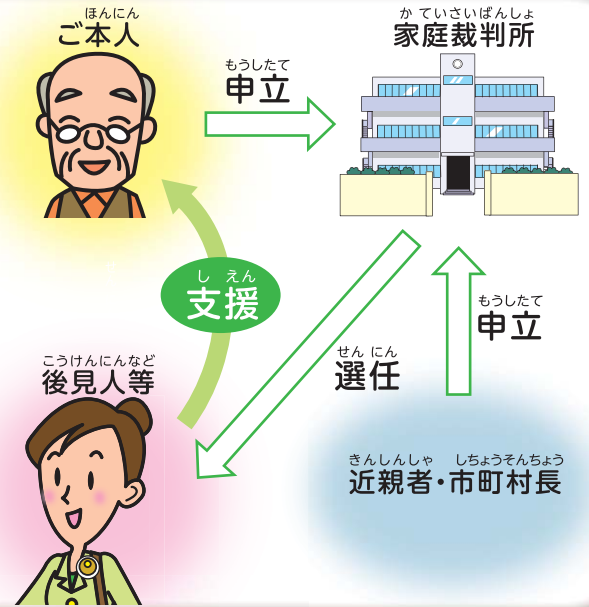 ほんにん
ご本人
か ていさいばんしょ
家庭裁判所
もうしたて
申立
し えん
支援
もうしたて
申立
せん にん
選任
こうけんにんなど
後見人等
きんしんしゃ しちょうそんちょう
近親者・市町村長